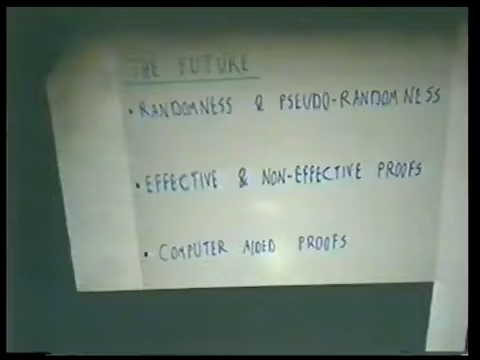 THE FUTURE
• RANDOMNESS & PSEUDO-RANDOMNESS
• EFFECTIVE & NON-EFFECTIVE PROOFS
• COMPUTER AIDED PROOFS